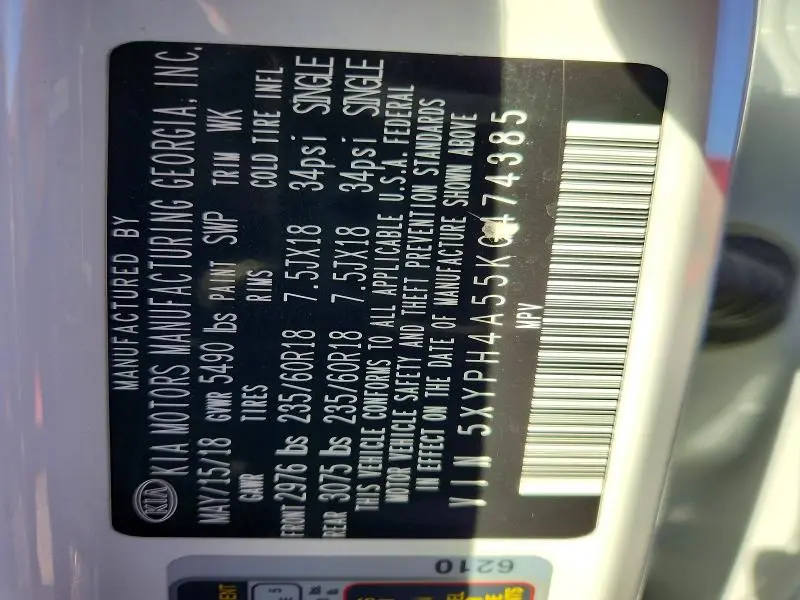 MANUFACTURED BY
KIA KIA MOTORS MANUFACTURING GEORGIA, INC.
MAY/15/18 GVWR 5490 lbs PAINT SWP TRIM WK
GAWR TIRES RIMS COLD TIRE INFL
FRONT 2976 lbs 235/60R18 7.5JX18 34psi SINGLE
REAR 3075 lbs 235/60R18 7.5JX18 34psi SINGLE
THIS VEHICLE CONFORMS TO ALL APPLICABLE U.S.A. FEDERAL
MOTOR VEHICLE SAFETY AND THEFT PREVENTION STANDARDS
IN EFFECT ON THE DATE OF MANUFACTURE SHOWN ABOVE
VIN 5XYPH4A55KG474385
MPV
6210